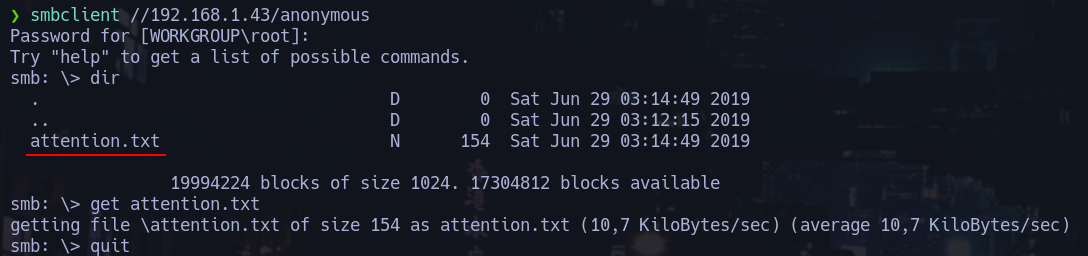 ❯ smbclient //192.168.1.43/anonymous
Password for [WORKGROUP\root]:
Try "help" to get a list of possible commands.
smb: \> dir
  .                                   D        0  Sat Jun 29 03:14:49 2019
  ..                                  D        0  Sat Jun 29 03:12:15 2019
  attention.txt                       N      154  Sat Jun 29 03:14:49 2019
                19994224 blocks of size 1024. 17304812 blocks available
smb: \> get attention.txt
getting file \attention.txt of size 154 as attention.txt (10,7 KiloBytes/sec) (average 10,7 KiloBytes/sec)
smb: \> quit